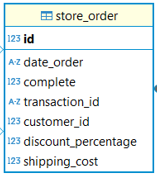 store_order
123 id
A-Z date_order
123 complete
A-Z transaction_id
123 customer_id
123 discount_percentage
123 shipping_cost